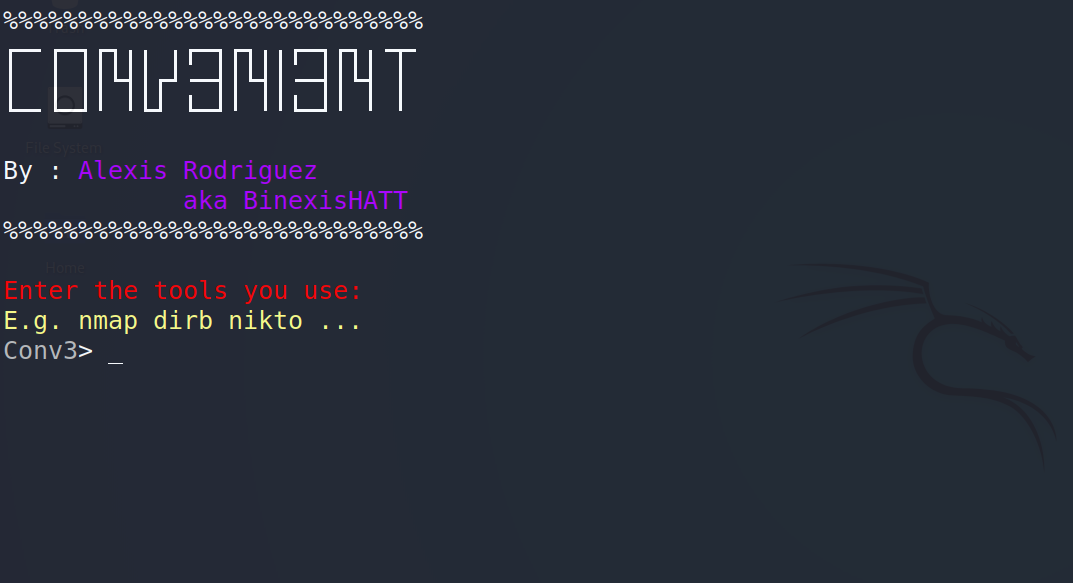 %%%%%%%%%%%%%%%%%%%%%%%%%%%%
CONV3NI3NT
File System
By : Alexis Rodriguez
aka BinexisHATT
%%%%%%%%%%%%%%%%%%%%%%%%%%%%
Home
Enter the tools you use:
E.g. nmap dirb nikto ...
Conv3> _